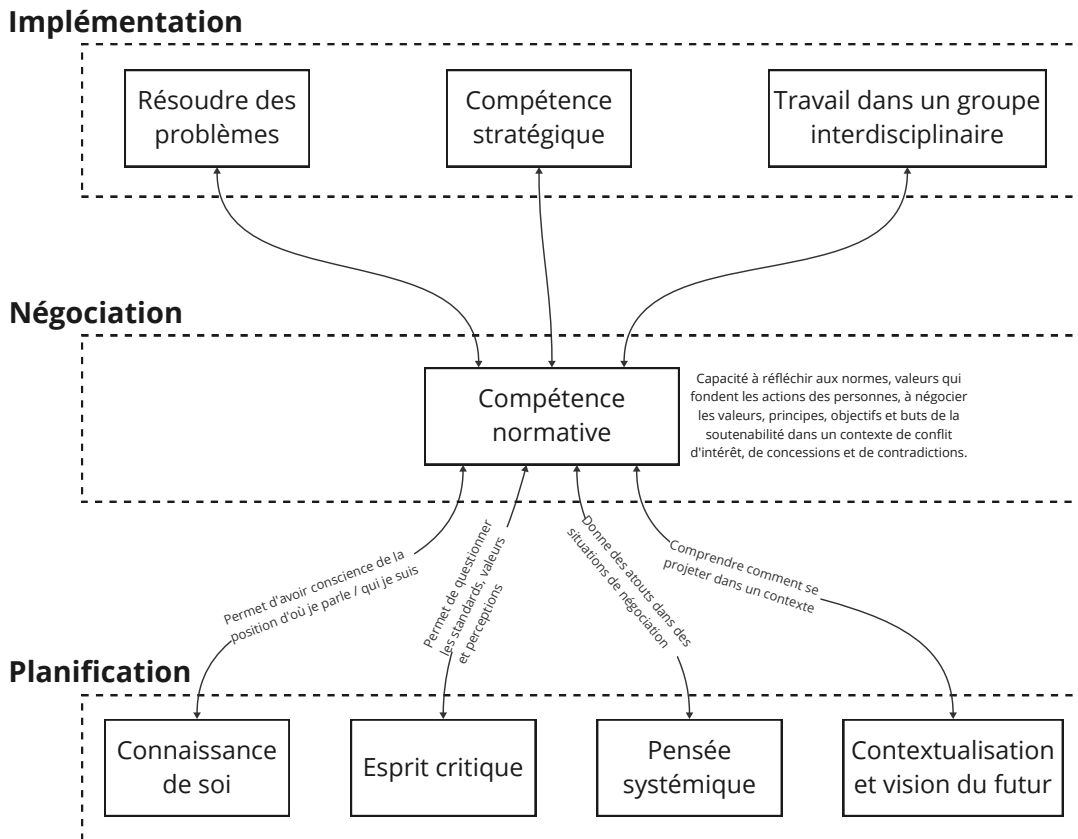 Implémentation
Résoudre des
problèmes
Compétence
stratégique
Travail dans un groupe
interdisciplinaire
Négociation
Compétence
normative
Capacité à réfléchir aux normes, valeurs qui
fondent les actions des personnes, à négocier
les valeurs, principes, objectifs et buts de la
soutenabilité dans un contexte de conflit
d'intérêt, de concessions et de contradictions.
Permet d'avoir conscience de la
position d'où je parle / qui je suis
Permet de questionner
les standards, valeurs
et perceptions
Donne des atouts dans des
situations de négociation
Comprendre comment se
projeter dans un contexte
Planification
Connaissance
de soi
Esprit critique
Pensée
systémique
Contextualisation
et vision du futur